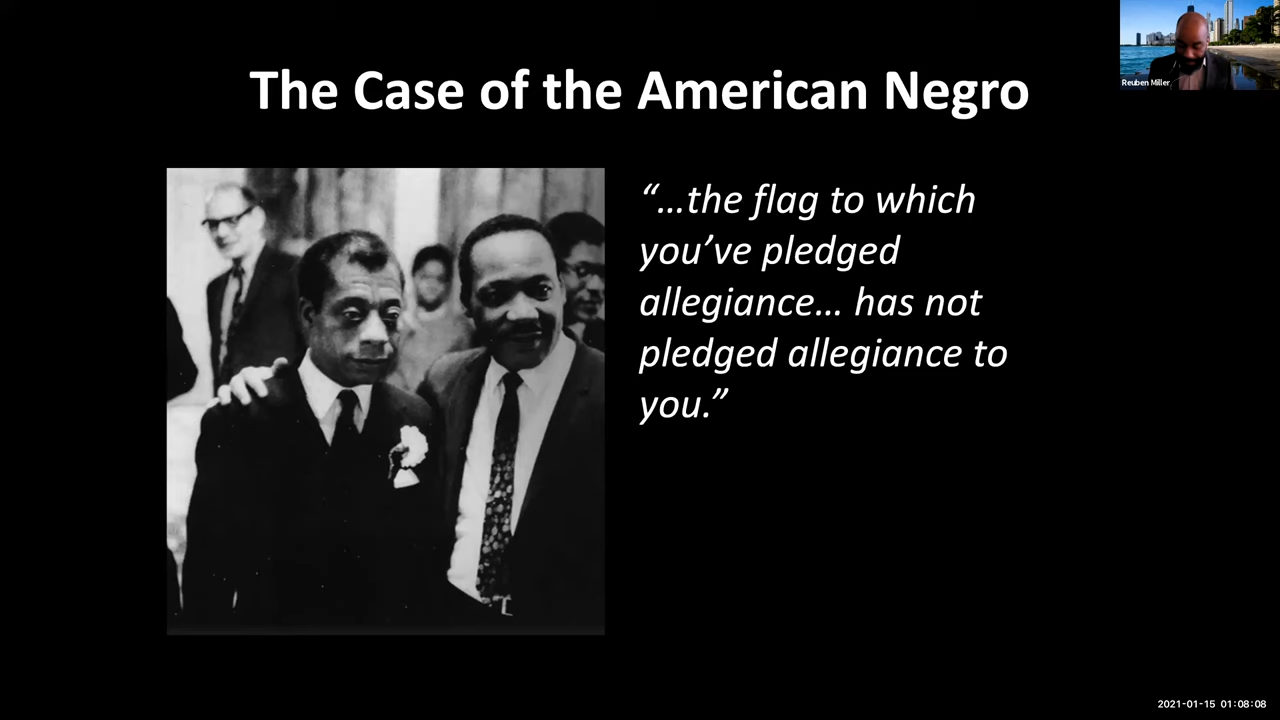 Reuben Miller
The Case of the American Negro
“…the flag to which
you’ve pledged
allegiance… has not
pledged allegiance to
you.”
2021-01-15 01:08:08